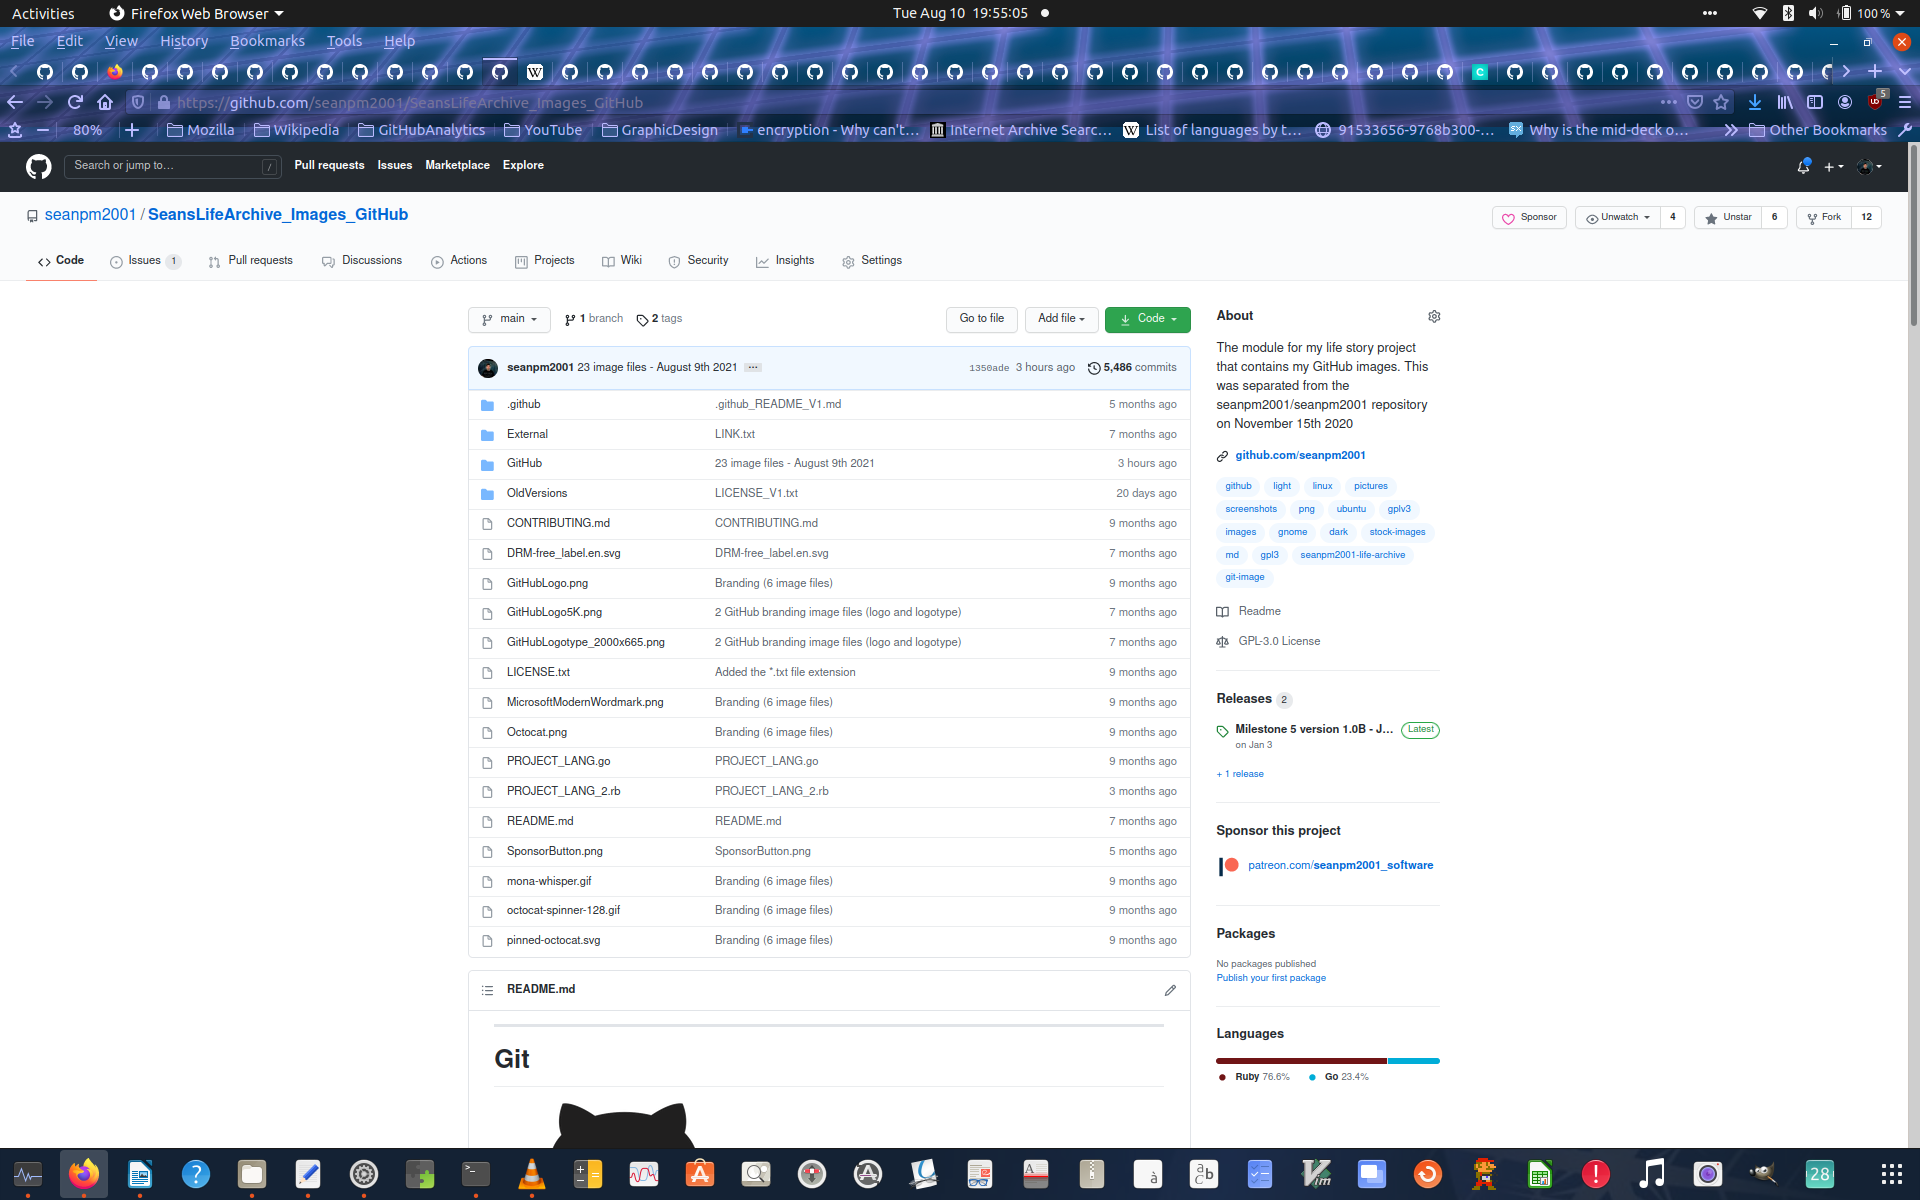 Activities Firefox Web Browser Tue Aug 10 19:55:05 100 %
File Edit View History Bookmarks Tools Help
https://github.com/seanpm2001/SeansLifeArchive_Images_GitHub 5
80% Mozilla Wikipedia GitHubAnalytics YouTube GraphicDesign encryption - Why can't… Internet Archive Searc… List of languages by t… 91533656-9768b300-… Why is the mid-deck o… Other Bookmarks
Search or jump to… / Pull requests Issues Marketplace Explore
seanpm2001 / SeansLifeArchive_Images_GitHub Sponsor Unwatch 4 Unstar 6 Fork 12
Code Issues 1 Pull requests Discussions Actions Projects Wiki Security Insights Settings
main 1 branch 2 tags Go to file Add file Code
seanpm2001 23 image files - August 9th 2021 … 1350ade 3 hours ago 5,486 commits
.github .github_README_V1.md 5 months ago
External LINK.txt 7 months ago
GitHub 23 image files - August 9th 2021 3 hours ago
OldVersions LICENSE_V1.txt 20 days ago
CONTRIBUTING.md CONTRIBUTING.md 9 months ago
DRM-free_label.en.svg DRM-free_label.en.svg 7 months ago
GitHubLogo.png Branding (6 image files) 9 months ago
GitHubLogo5K.png 2 GitHub branding image files (logo and logotype) 7 months ago
GitHubLogotype_2000x665.png 2 GitHub branding image files (logo and logotype) 7 months ago
LICENSE.txt Added the *.txt file extension 9 months ago
MicrosoftModernWordmark.png Branding (6 image files) 9 months ago
Octocat.png Branding (6 image files) 9 months ago
PROJECT_LANG.go PROJECT_LANG.go 9 months ago
PROJECT_LANG_2.rb PROJECT_LANG_2.rb 3 months ago
README.md README.md 7 months ago
SponsorButton.png SponsorButton.png 5 months ago
mona-whisper.gif Branding (6 image files) 9 months ago
octocat-spinner-128.gif Branding (6 image files) 9 months ago
pinned-octocat.svg Branding (6 image files) 9 months ago
README.md
Git
About
The module for my life story project
that contains my GitHub images. This
was separated from the
seanpm2001/seanpm2001 repository
on November 15th 2020
github.com/seanpm2001
github light linux pictures
screenshots png ubuntu gplv3
images gnome dark stock-images
md gpl3 seanpm2001-life-archive
git-image
Readme
GPL-3.0 License
Releases 2
Milestone 5 version 1.0B - J… Latest
on Jan 3
+ 1 release
Sponsor this project
patreon.com/seanpm2001_software
Packages
No packages published
Publish your first package
Languages
Ruby 76.6% Go 23.4%
28